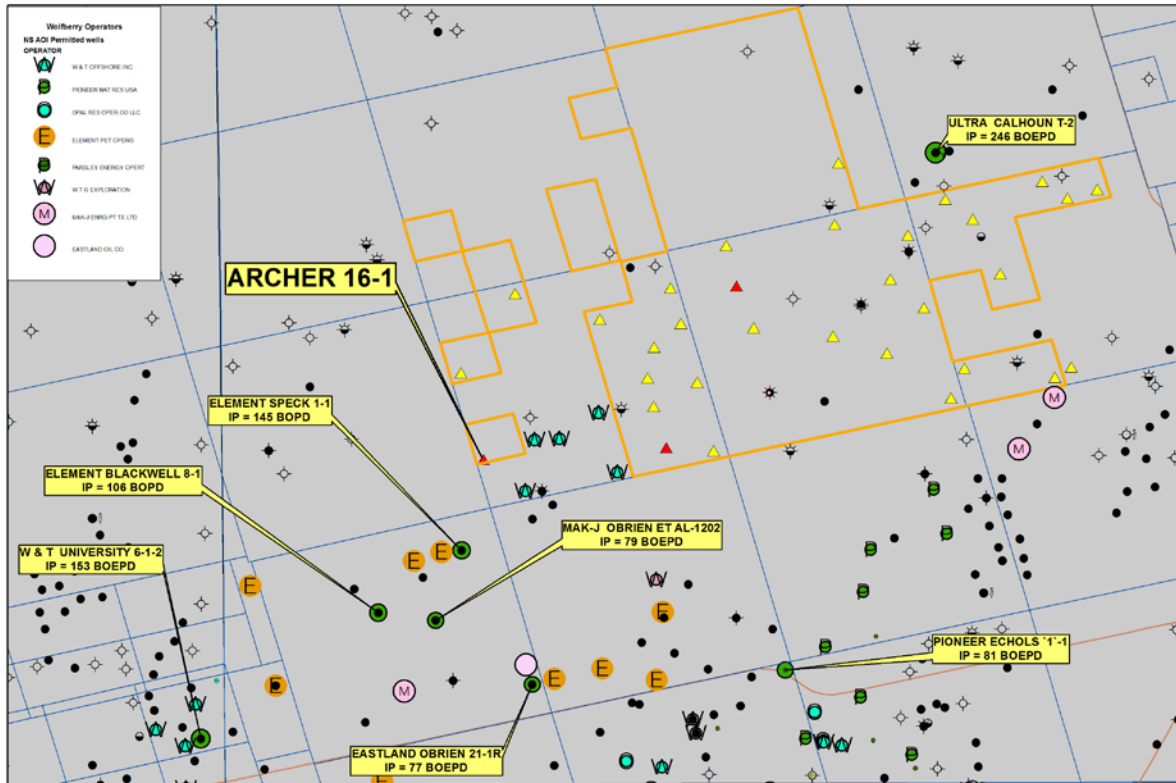 Wolfberry Operators
NS AOI Permitted wells
OPERATOR
W & T OFFSHORE INC
PIONEER NAT RES USA
OPAL RES OPER CO LLC
E ELEMENT PET OPERG
PARSLEY ENERGY OPERT
W T G EXPLORATION
M MAK-J ENRG PT TX LTD
EASTLAND OIL CO
ULTRA CALHOUN T-2
IP = 246 BOEPD
ARCHER 16-1
ELEMENT SPECK 1-1
IP = 145 BOPD
M
M
ELEMENT BLACKWELL 8-1
IP = 106 BOPD
MAK-J OBRIEN ET AL-1202
IP = 79 BOEPD
W & T UNIVERSITY 6-1-2
IP = 153 BOEPD
E
E
E
E
PIONEER ECHOLS `1`-1
IP = 81 BOEPD
E
E
E
E
M
EASTLAND OBRIEN 21-1R
IP = 77 BOEPD
E